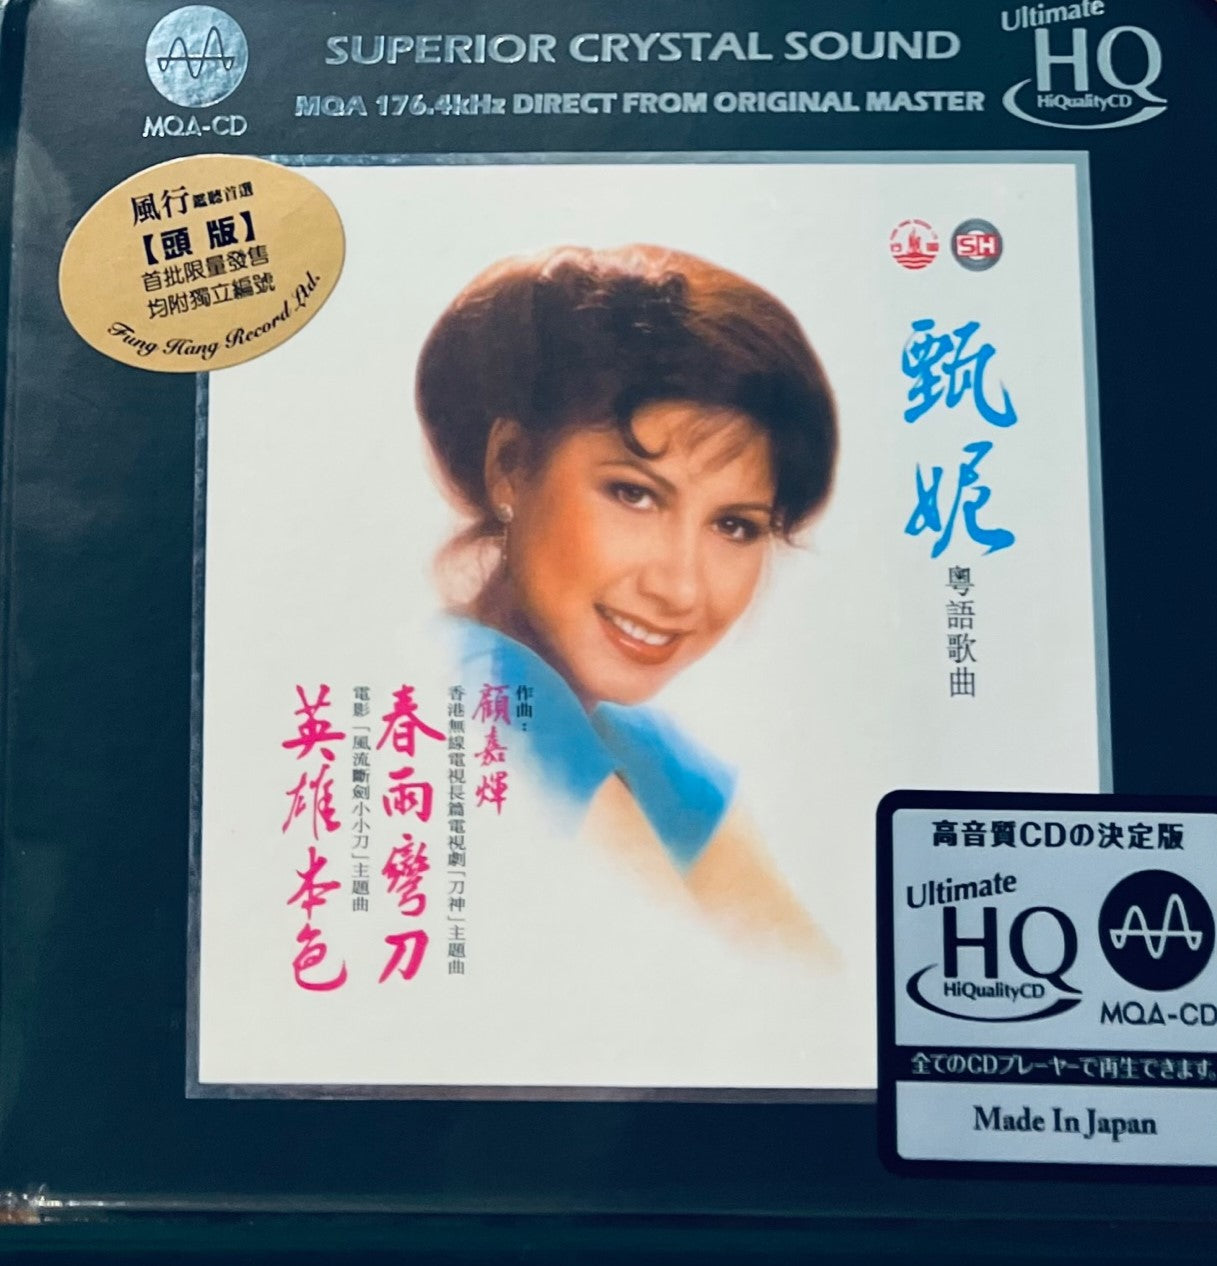 MQA-CD
SUPERIOR CRYSTAL SOUND
MQA 176.4kHz DIRECT FROM ORIGINAL MASTER
Ultimate
HQ
HiQualityCD
風行鑑聽首選
【頭版】
首批限量發售
均附獨立編號
Fung Hang Record Ltd.
SH
甄妮
粵語歌曲
作曲:
顧嘉煇
香港無線電視長篇電視劇「刀神」主題曲
春雨彎刀
電影「風流斷劍小小刀」主題曲
英雄本色
高音質CDの決定版
Ultimate
HQ
HiQualityCD
MQA-CD
全てのCDプレーヤーで再生できます。
Made In Japan